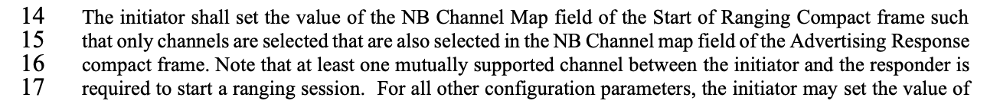 14 The initiator shall set the value of the NB Channel Map field of the Start of Ranging Compact frame such
15 that only channels are selected that are also selected in the NB Channel map field of the Advertising Response
16 compact frame. Note that at least one mutually supported channel between the initiator and the responder is
17 required to start a ranging session.  For all other configuration parameters, the initiator may set the value of